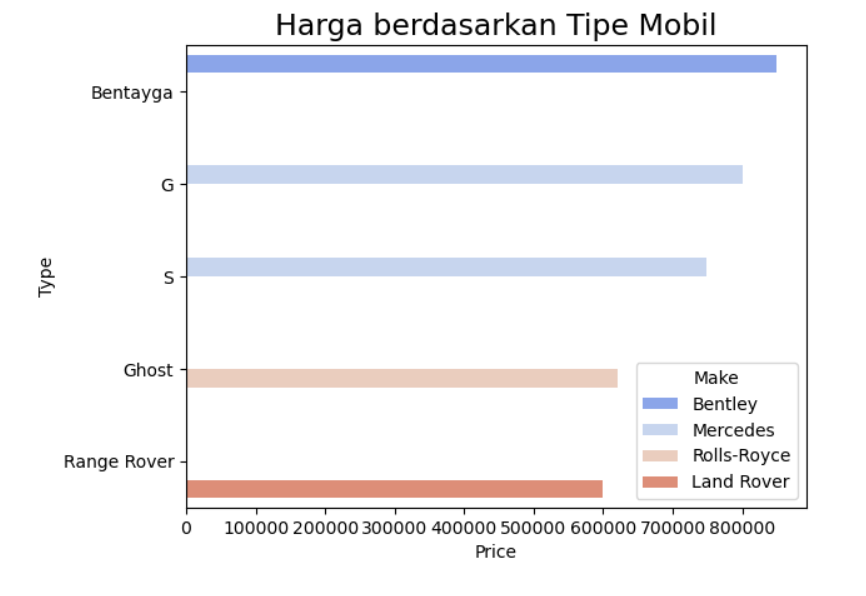 Harga berdasarkan Tipe Mobil
Type
Bentayga
G
S
Ghost
Range Rover
Make
Bentley
Mercedes
Rolls-Royce
Land Rover
0 100000 200000 300000 400000 500000 600000 700000 800000
Price